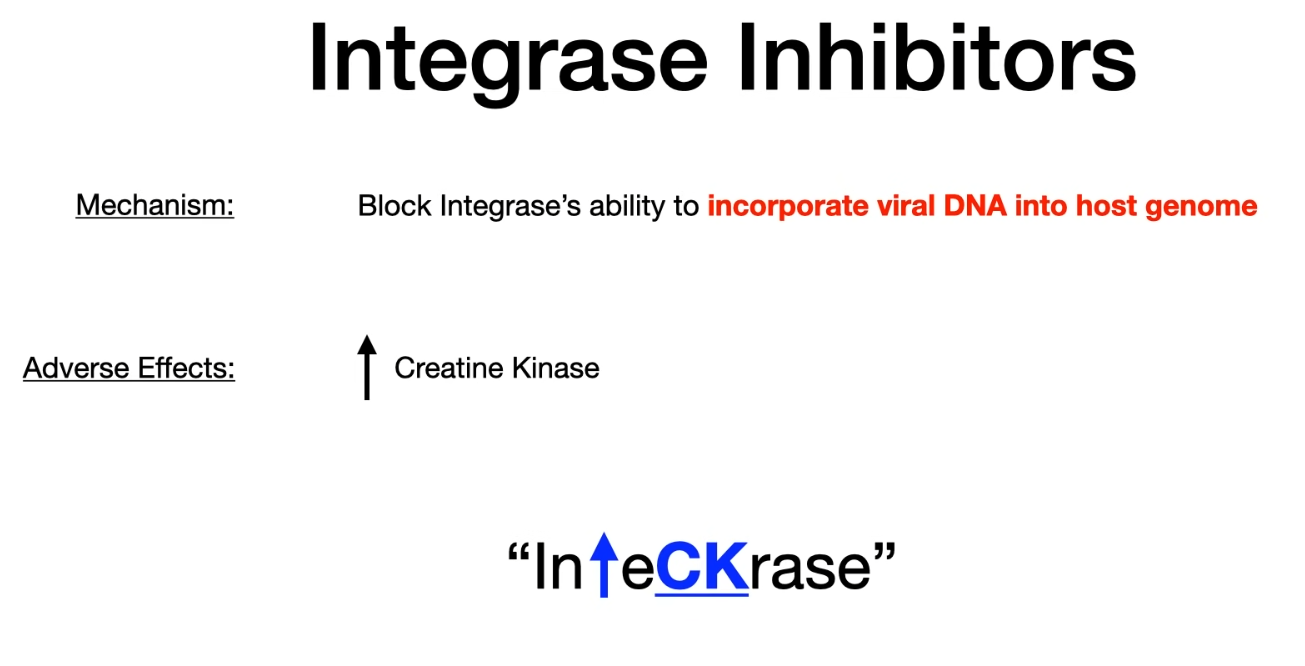 Integrase Inhibitors
Mechanism: Block Integrase’s ability to incorporate viral DNA into host genome
Adverse Effects: ↑ Creatine Kinase
“In↑eCKrase”